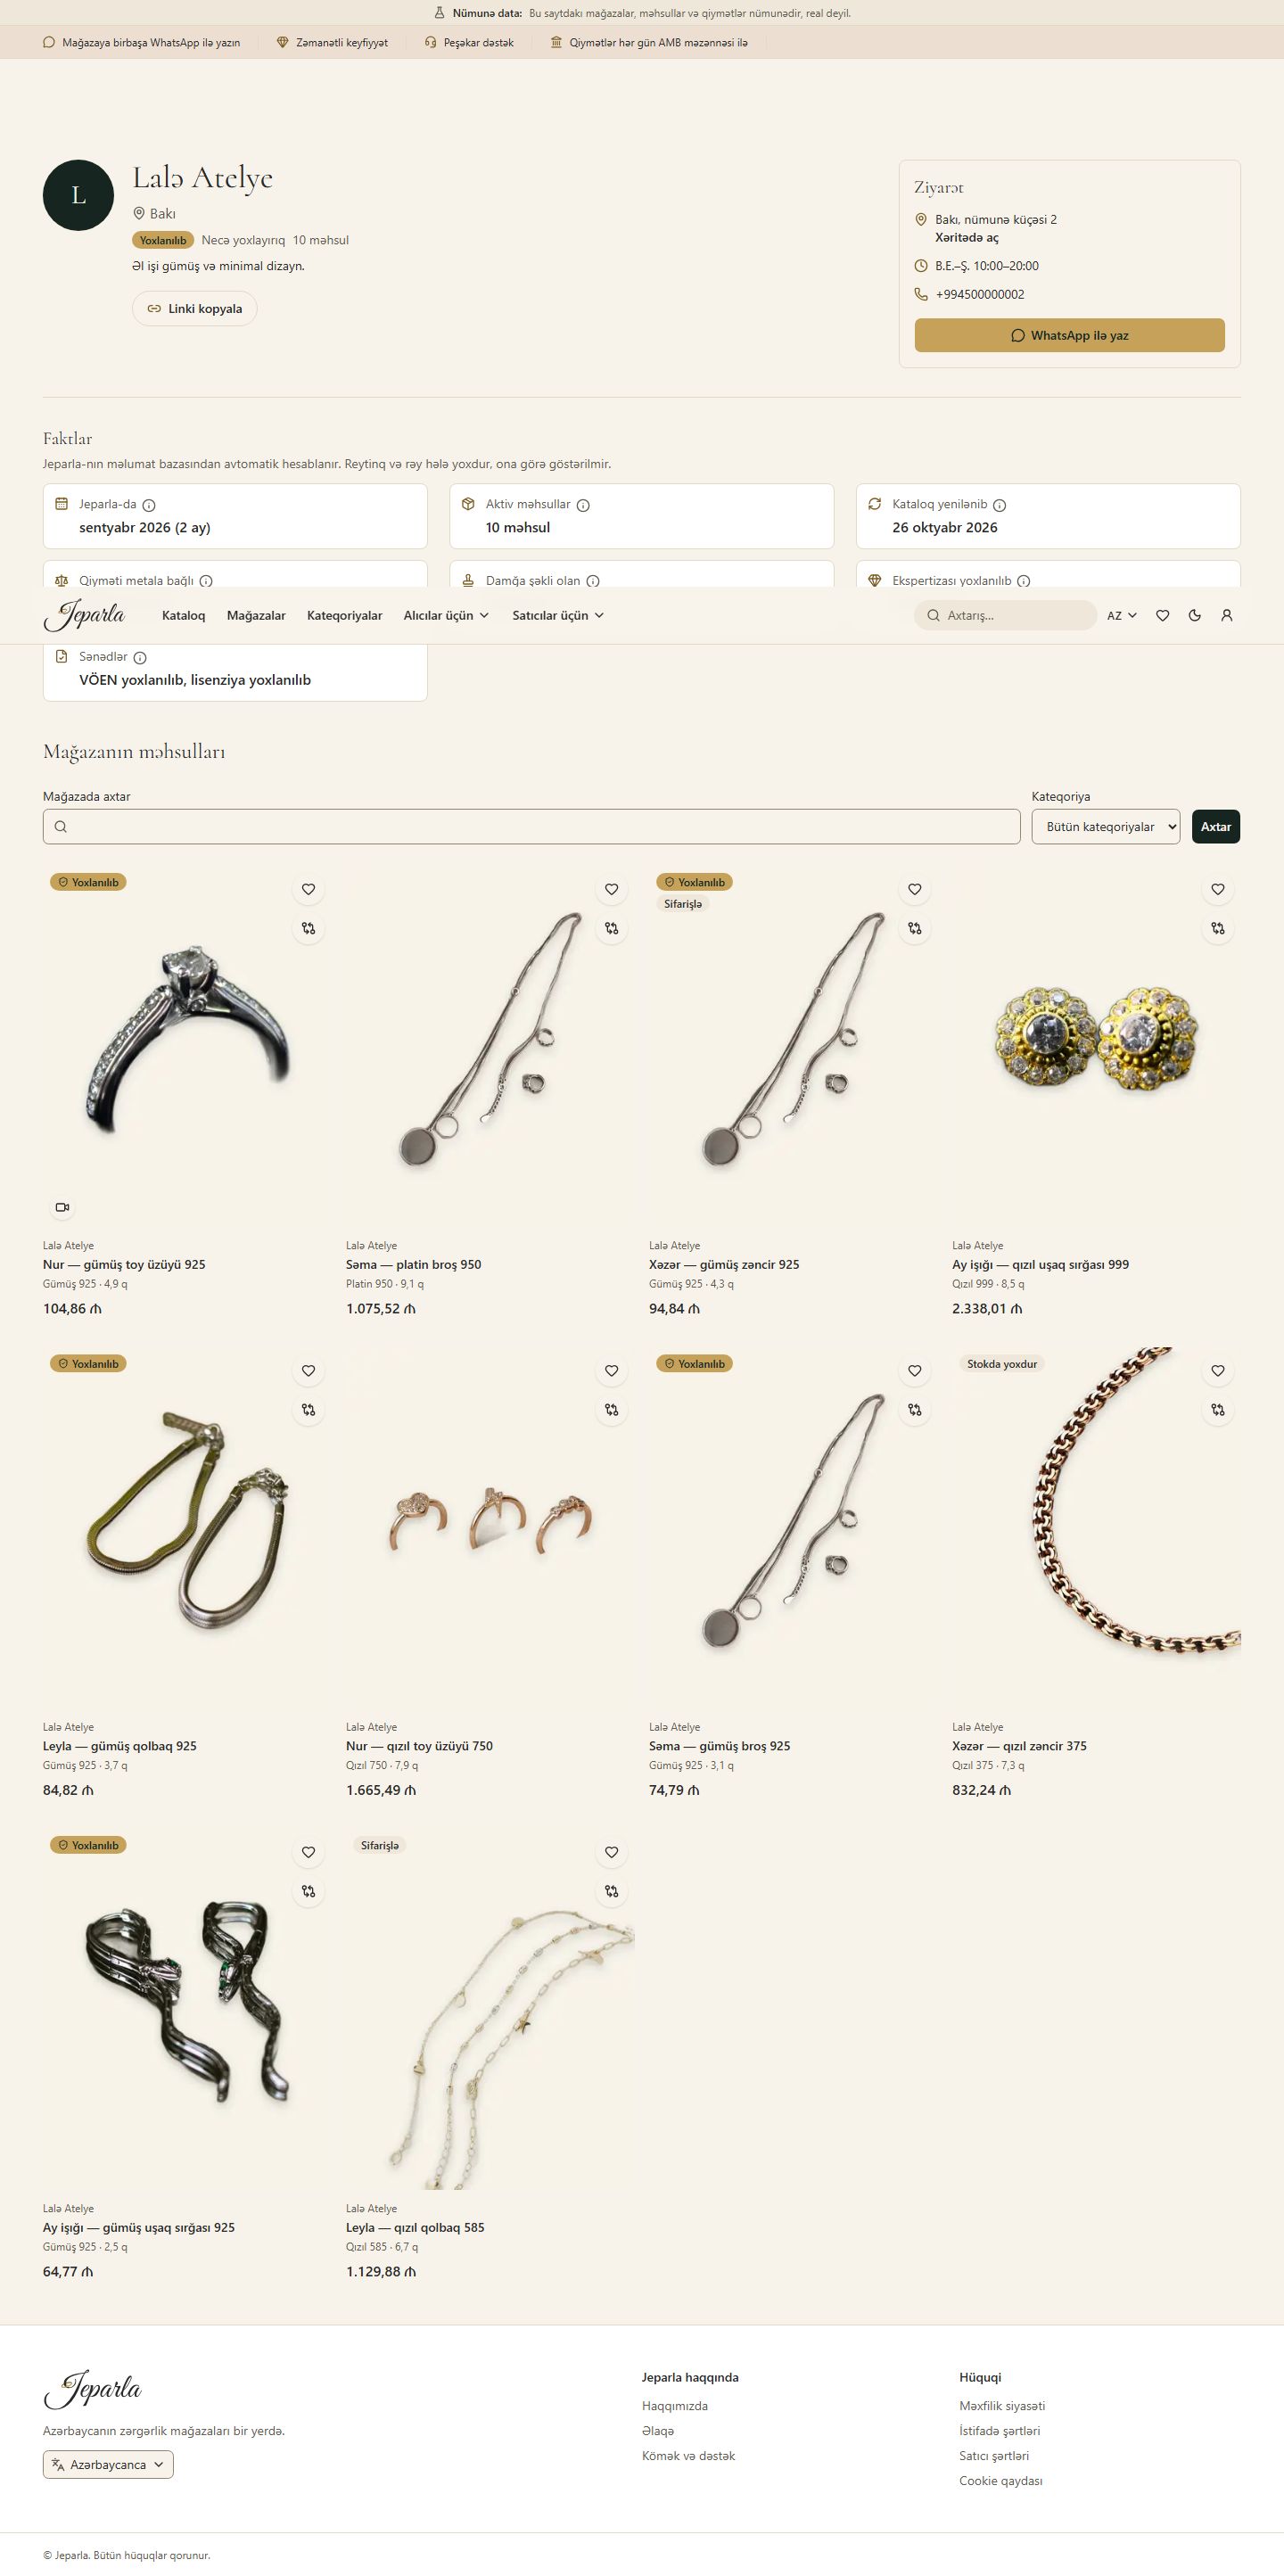 Nümunə data: Bu saytdakı mağazalar, məhsullar və qiymətlər nümunədir, real deyil.
Mağazaya birbaşa WhatsApp ilə yazın
Zəmanətli keyfiyyət
Peşəkar dəstək
Qiymətlər hər gün AMB məzənnəsi ilə
L
Lalə Atelye
Bakı
Yoxlanılıb Necə yoxlayırıq 10 məhsul
Əl işi gümüş və minimal dizayn.
Linki kopyala
Ziyarət
Bakı, nümunə küçəsi 2
Xəritədə aç
B.E.–Ş. 10:00–20:00
+994500000002
WhatsApp ilə yaz
Faktlar
Jeparla-nın məlumat bazasından avtomatik hesablanır. Reytinq və rəy hələ yoxdur, ona görə göstərilmir.
Jeparla-da
sentyabr 2026 (2 ay)
Aktiv məhsullar
10 məhsul
Kataloq yenilənib
26 oktyabr 2026
Qiyməti metala bağlı
Damğa şəkli olan
Ekspertizası yoxlanılıb
Jeparla
Kataloq
Mağazalar
Kateqoriyalar
Alıcılar üçün
Satıcılar üçün
Axtarış...
AZ
Sənədlər
VÖEN yoxlanılıb, lisenziya yoxlanılıb
Mağazanın məhsulları
Mağazada axtar
Kateqoriya
Bütün kateqoriyalar
Axtar
Yoxlanılıb
Lalə Atelye
Nur — gümüş toy üzüyü 925
Gümüş 925 · 4,9 q
104,86 ₼
Lalə Atelye
Səma — platin broş 950
Platin 950 · 9,1 q
1.075,52 ₼
Yoxlanılıb
Sifarişlə
Lalə Atelye
Xəzər — gümüş zəncir 925
Gümüş 925 · 4,3 q
94,84 ₼
Lalə Atelye
Ay işığı — qızıl uşaq sırğası 999
Qızıl 999 · 8,5 q
2.338,01 ₼
Yoxlanılıb
Lalə Atelye
Leyla — gümüş qolbaq 925
Gümüş 925 · 3,7 q
84,82 ₼
Lalə Atelye
Nur — qızıl toy üzüyü 750
Qızıl 750 · 7,9 q
1.665,49 ₼
Yoxlanılıb
Lalə Atelye
Səma — gümüş broş 925
Gümüş 925 · 3,1 q
74,79 ₼
Stokda yoxdur
Lalə Atelye
Xəzər — qızıl zəncir 375
Qızıl 375 · 7,3 q
832,24 ₼
Yoxlanılıb
Lalə Atelye
Ay işığı — gümüş uşaq sırğası 925
Gümüş 925 · 2,5 q
64,77 ₼
Sifarişlə
Lalə Atelye
Leyla — qızıl qolbaq 585
Qızıl 585 · 6,7 q
1.129,88 ₼
Jeparla
Azərbaycanın zərgərlik mağazaları bir yerdə.
Azərbaycanca
Jeparla haqqında
Haqqımızda
Əlaqə
Kömək və dəstək
Hüquqi
Məxfilik siyasəti
İstifadə şərtləri
Satıcı şərtləri
Cookie qaydası
© Jeparla. Bütün hüquqlar qorunur.